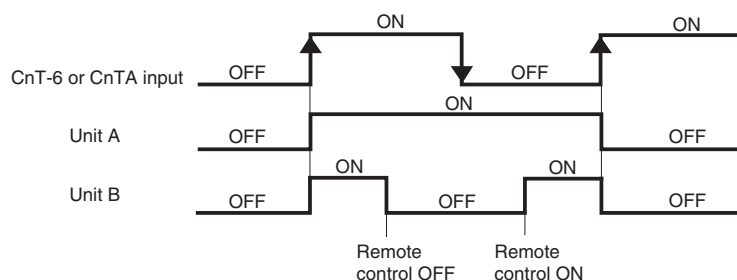 ON ON
CnT-6 or CnTA input OFF OFF
ON
Unit A OFF OFF
ON ON
Unit B OFF OFF OFF
Remote control OFF
Remote control ON